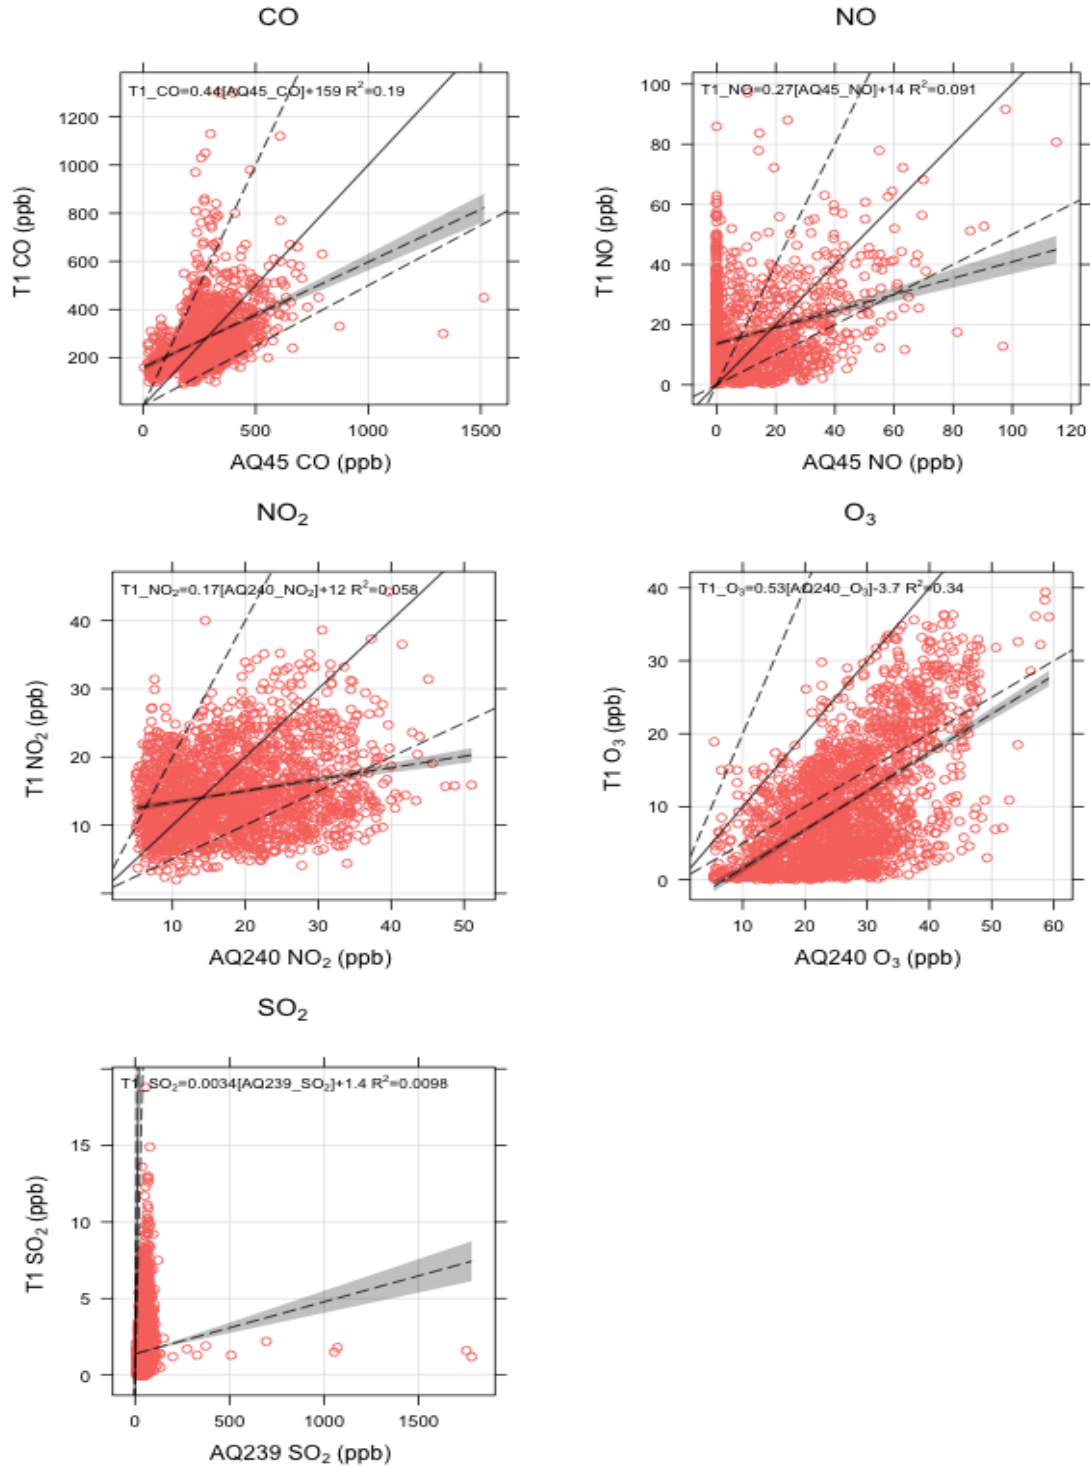 CO
T1_CO=0.44[AQ45_CO]+159 R²=0.19
1200
1000
800
600
400
200
T1 CO (ppb)
0 500 1000 1500
AQ45 CO (ppb)
NO
T1_NO=0.27[AQ45_NO]+14 R²=0.091
100
80
60
40
20
0
T1 NO (ppb)
0 20 40 60 80 100 120
AQ45 NO (ppb)
NO₂
T1_NO₂=0.17[AQ240_NO₂]+12 R²=0.058
40
30
20
10
T1 NO₂ (ppb)
10 20 30 40 50
AQ240 NO₂ (ppb)
O₃
T1_O₃=0.53[AQ240_O₃]-3.7 R²=0.34
40
30
20
10
0
T1 O₃ (ppb)
10 20 30 40 50 60
AQ240 O₃ (ppb)
SO₂
T1_SO₂=0.0034[AQ239_SO₂]+1.4 R²=0.0098
15
10
5
0
T1 SO₂ (ppb)
0 500 1000 1500
AQ239 SO₂ (ppb)